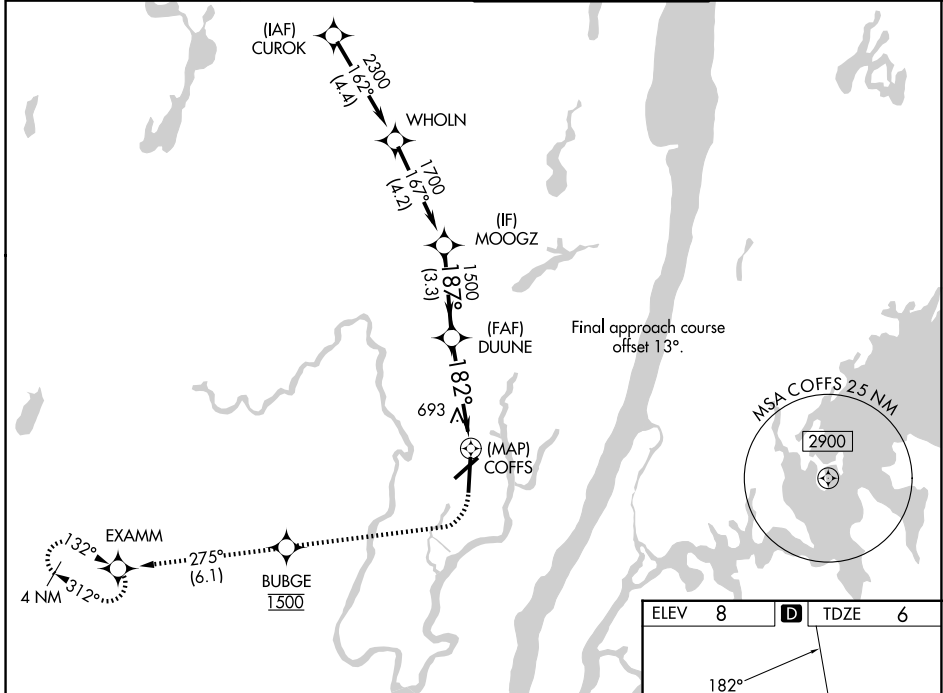 (IAF)
CUROK
2300
162°
(4.4)
WHOLN
1700
167°
(4.2)
(IF)
MOOGZ
1500
187°
(3.3)
(FAF)
DUUNE
Final approach course
offset 13°.
182°
693
(MAP)
COFFS
MSA COFFS 25 NM
2900
EXAMM
132°
312°
4 NM
275°
(6.1)
BUBGE
1500
ELEV 8 D TDZE 6
182°